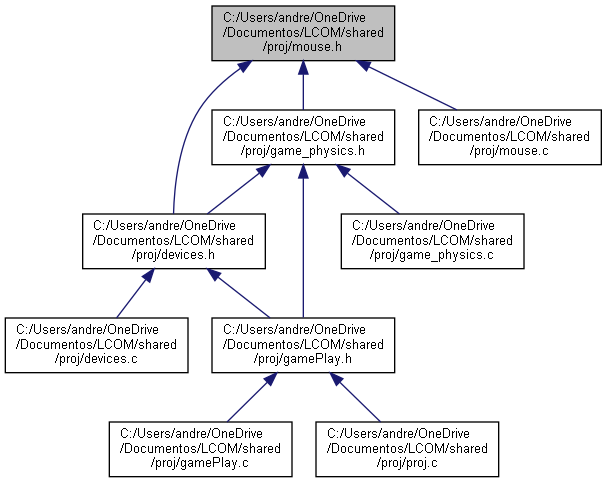 C:/Users/andre/OneDrive
/Documentos/LCOM/shared
/proj/mouse.h
C:/Users/andre/OneDrive
/Documentos/LCOM/shared
/proj/game_physics.h
C:/Users/andre/OneDrive
/Documentos/LCOM/shared
/proj/mouse.c
C:/Users/andre/OneDrive
/Documentos/LCOM/shared
/proj/devices.h
C:/Users/andre/OneDrive
/Documentos/LCOM/shared
/proj/game_physics.c
C:/Users/andre/OneDrive
/Documentos/LCOM/shared
/proj/devices.c
C:/Users/andre/OneDrive
/Documentos/LCOM/shared
/proj/gamePlay.h
C:/Users/andre/OneDrive
/Documentos/LCOM/shared
/proj/gamePlay.c
C:/Users/andre/OneDrive
/Documentos/LCOM/shared
/proj/proj.c